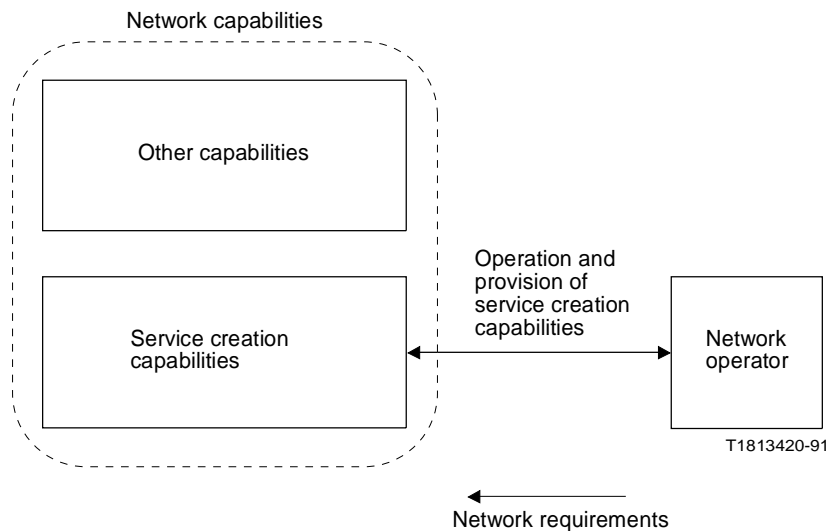 Network capabilities
Other capabilities
Operation and
provision of
service creation
capabilities
Service creation
capabilities
Network
operator
T1813420-91
Network requirements